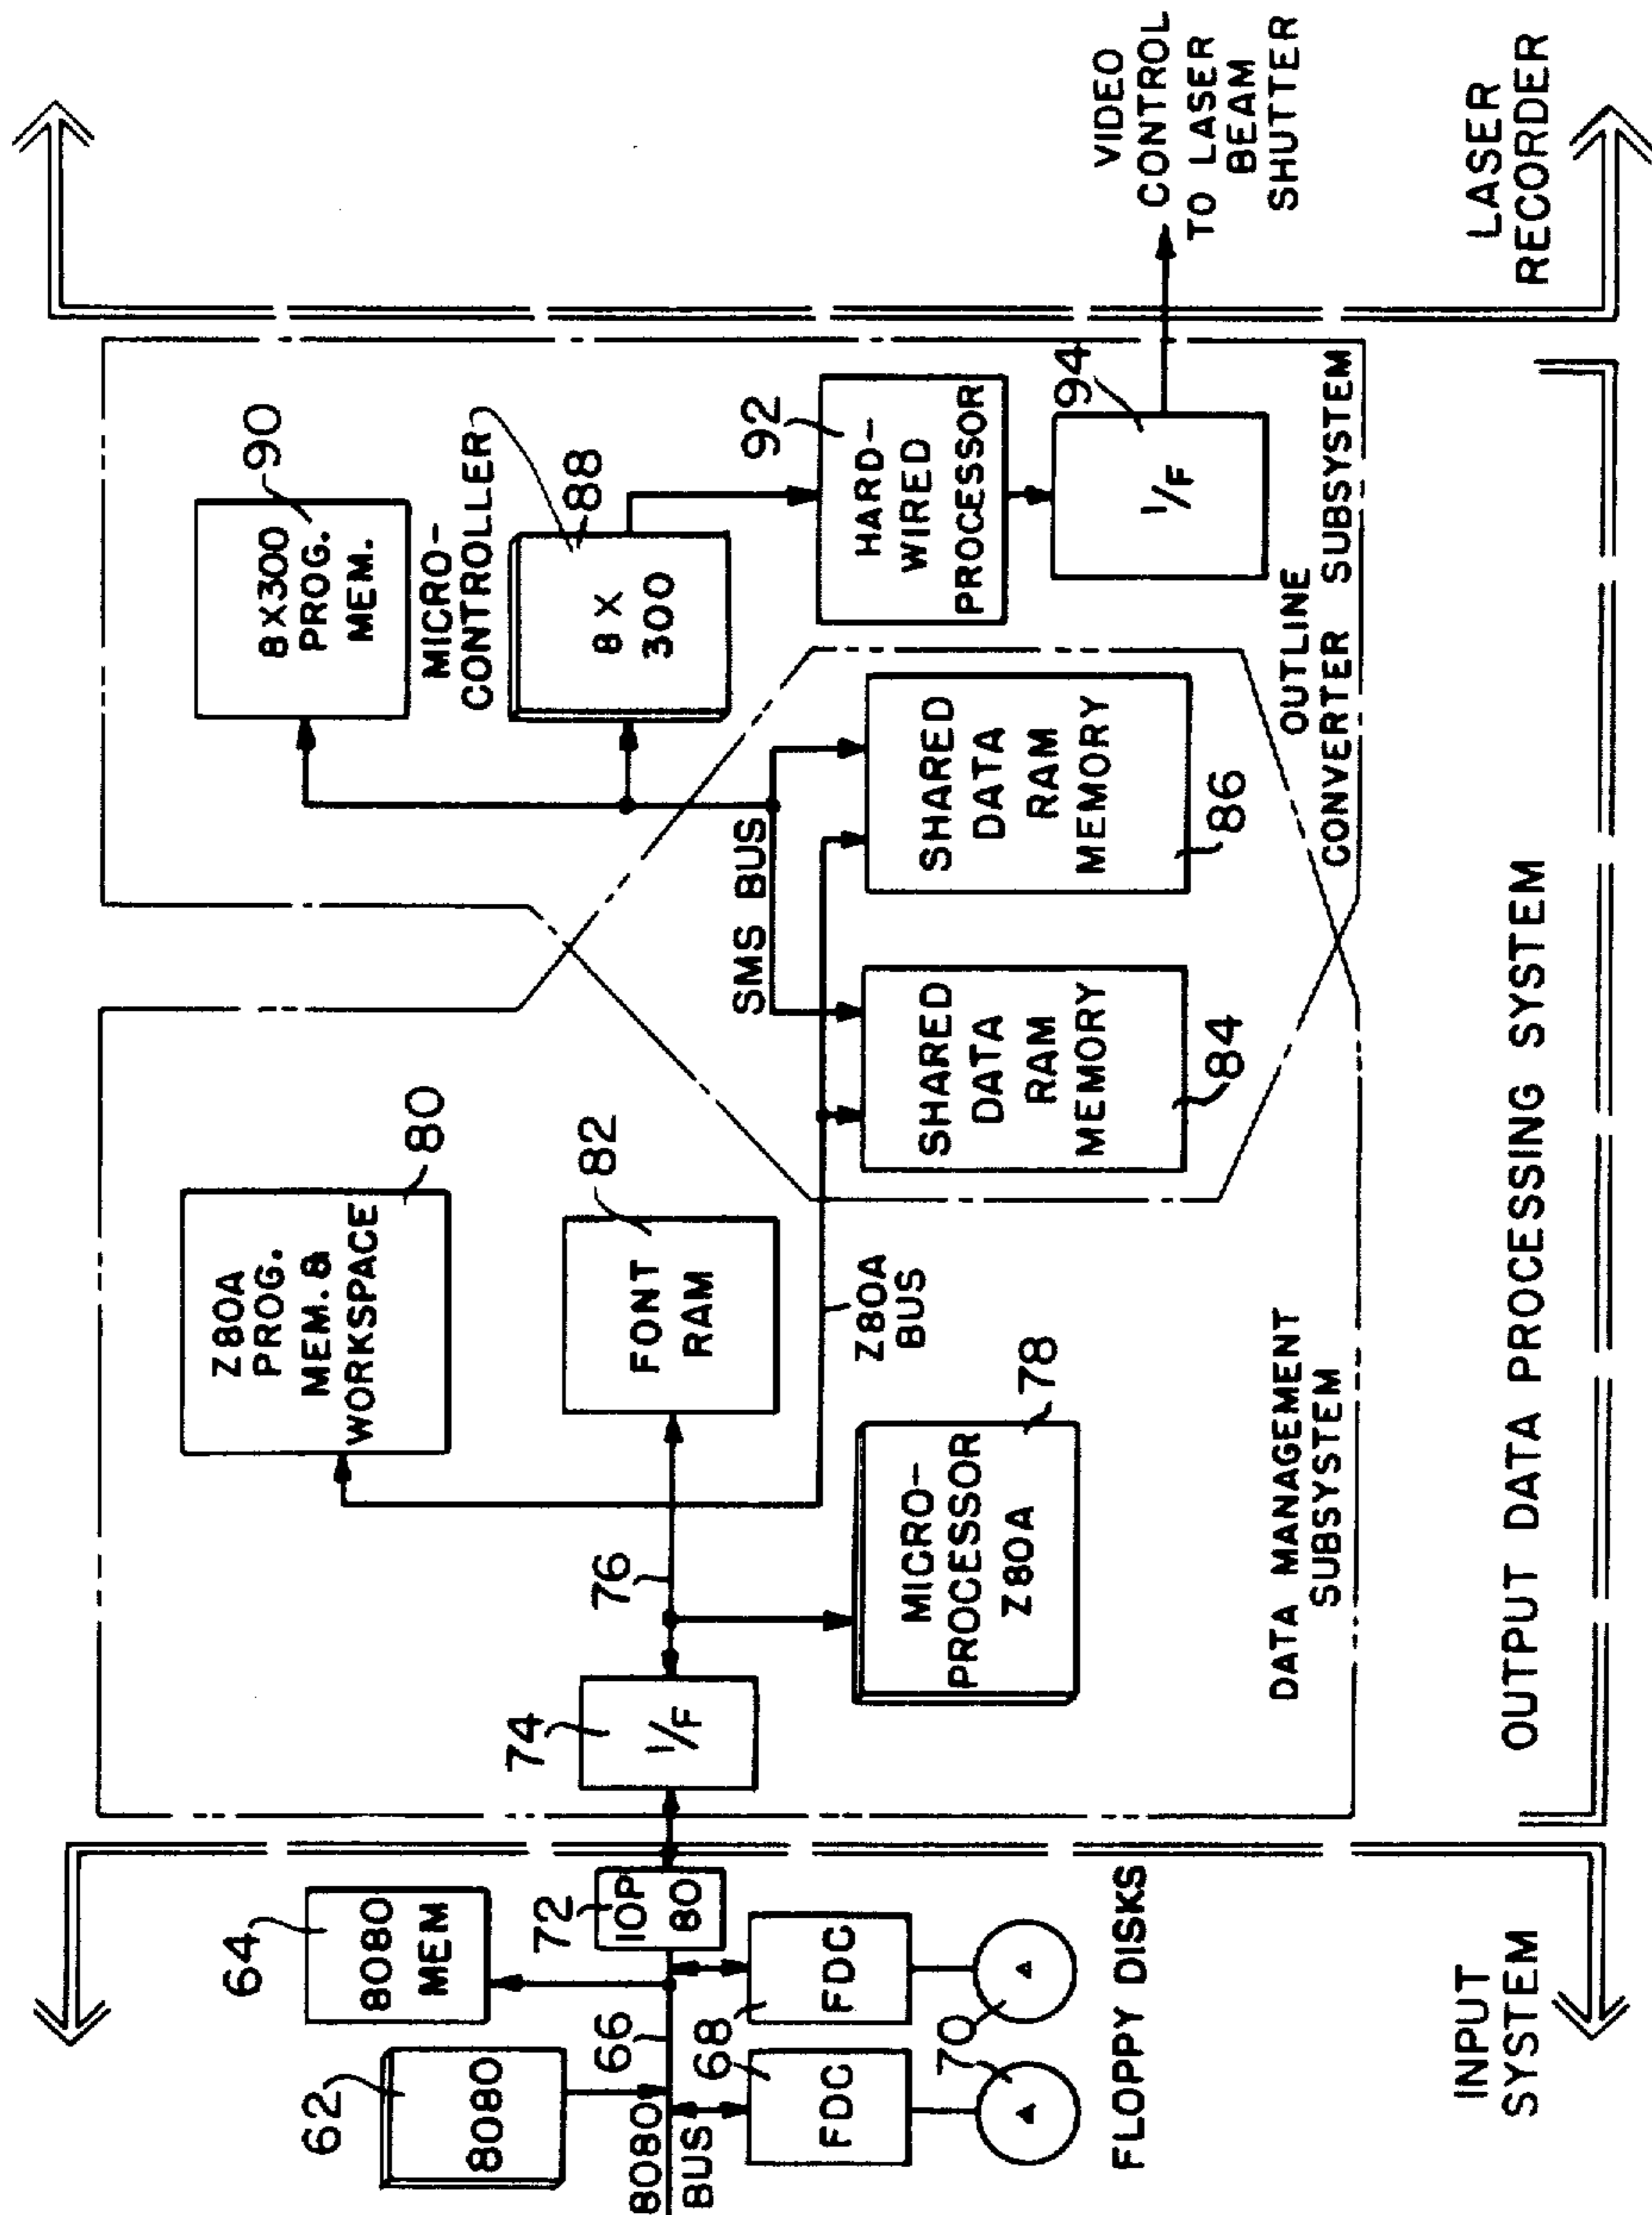 62
8080
64
8080
MEM
8080
BUS
66
68
FDC
FDC
70
FLOPPY DISKS
72
IOP
80
INPUT
SYSTEM
74
I/F
76
Z80A
PROG.
MEM. &
WORKSPACE
80
FONT
RAM
82
MICRO-
PROCESSOR
Z80A
78
Z80A
BUS
DATA MANAGEMENT
SUBSYSTEM
SMS BUS
SHARED
DATA
RAM
MEMORY
84
SHARED
DATA
RAM
MEMORY
86
8X300
PROG.
MEM.
90
MICRO-
CONTROLLER
8 X
300
88
HARD-
WIRED
PROCESSOR
92
I/F
94
OUTLINE
CONVERTER SUBSYSTEM
OUTPUT DATA PROCESSING SYSTEM
VIDEO
CONTROL
TO LASER
BEAM
SHUTTER
LASER
RECORDER